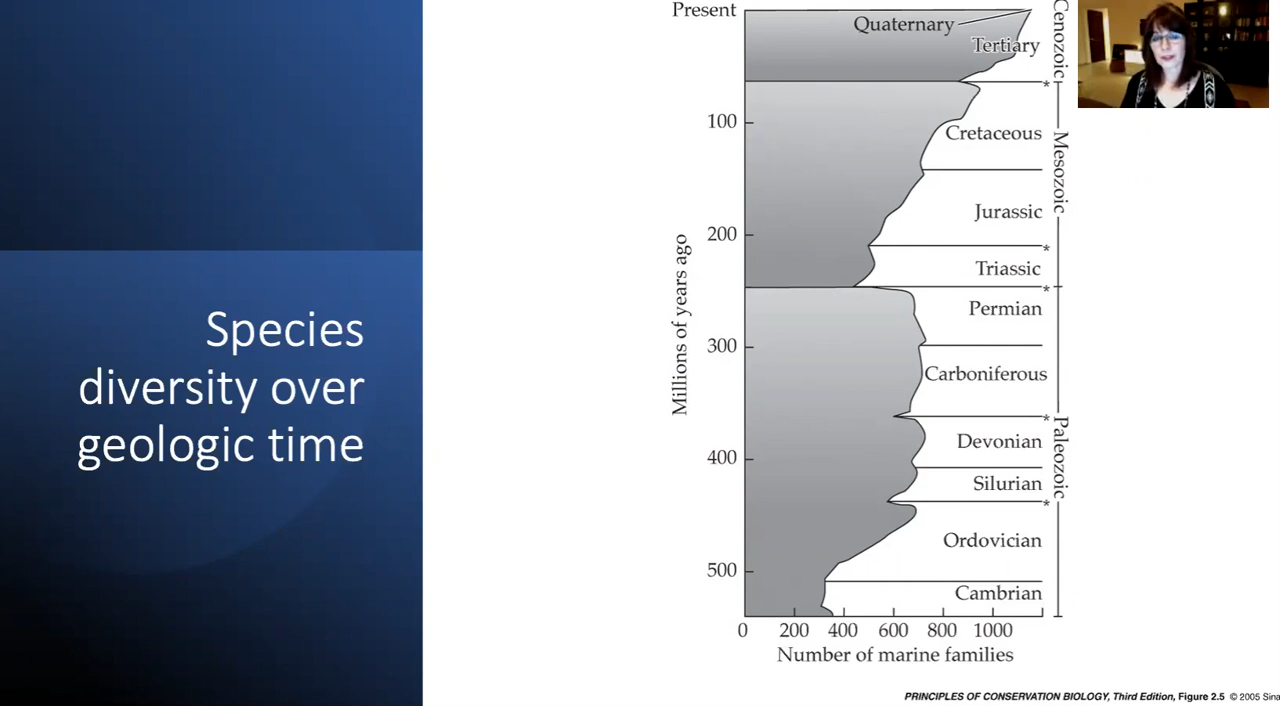 Species
diversity over
geologic time
Present
100
200
300
400
500
Millions of years ago
Quaternary
Tertiary
Cretaceous
Jurassic
Triassic
Permian
Carboniferous
Devonian
Silurian
Ordovician
Cambrian
*
*
*
*
*
Cenozoic
Mesozoic
Paleozoic
0 200 400 600 800 1000
Number of marine families
PRINCIPLES OF CONSERVATION BIOLOGY, Third Edition, Figure 2.5 © 2005 Sina